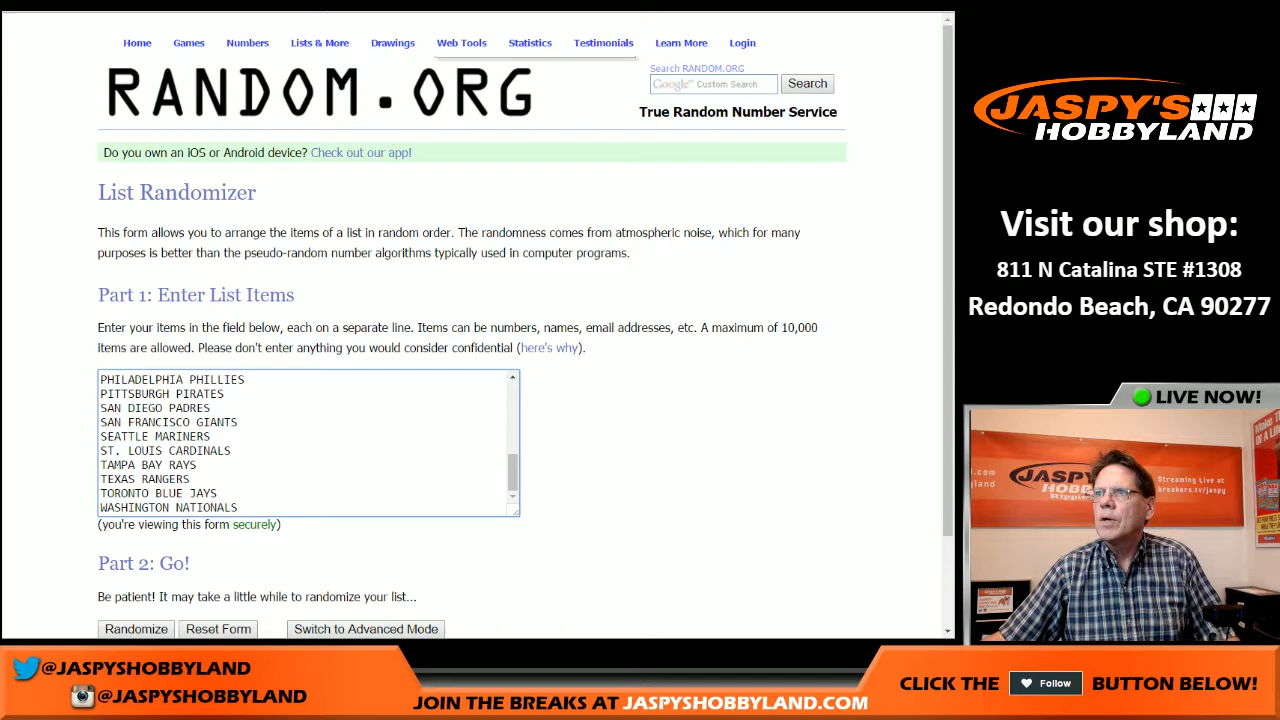 Home Games Numbers Lists & More Drawings Web Tools Statistics Testimonials Learn More Login
RANDOM.ORG
Search RANDOM.ORG
Google™ Custom Search Search
True Random Number Service
Do you own an iOS or Android device? Check out our app!
List Randomizer
This form allows you to arrange the items of a list in random order. The randomness comes from atmospheric noise, which for many
purposes is better than the pseudo-random number algorithms typically used in computer programs.
Part 1: Enter List Items
Enter your items in the field below, each on a separate line. Items can be numbers, names, email addresses, etc. A maximum of 10,000
items are allowed. Please don't enter anything you would consider confidential (here's why).
PHILADELPHIA PHILLIES
PITTSBURGH PIRATES
SAN DIEGO PADRES
SAN FRANCISCO GIANTS
SEATTLE MARINERS
ST. LOUIS CARDINALS
TAMPA BAY RAYS
TEXAS RANGERS
TORONTO BLUE JAYS
WASHINGTON NATIONALS
(you're viewing this form securely)
Part 2: Go!
Be patient! It may take a little while to randomize your list...
Randomize Reset Form Switch to Advanced Mode
JASPY'S
HOBBYLAND
Visit our shop:
811 N Catalina STE #1308
Redondo Beach, CA 90277
LIVE NOW!
JASPY'S
Streaming Live at
breakers.tv/jaspy
@JASPYSHOBBYLAND
@JASPYSHOBBYLAND
JOIN THE BREAKS AT JASPYSHOBBYLAND.COM
CLICK THE Follow BUTTON BELOW!